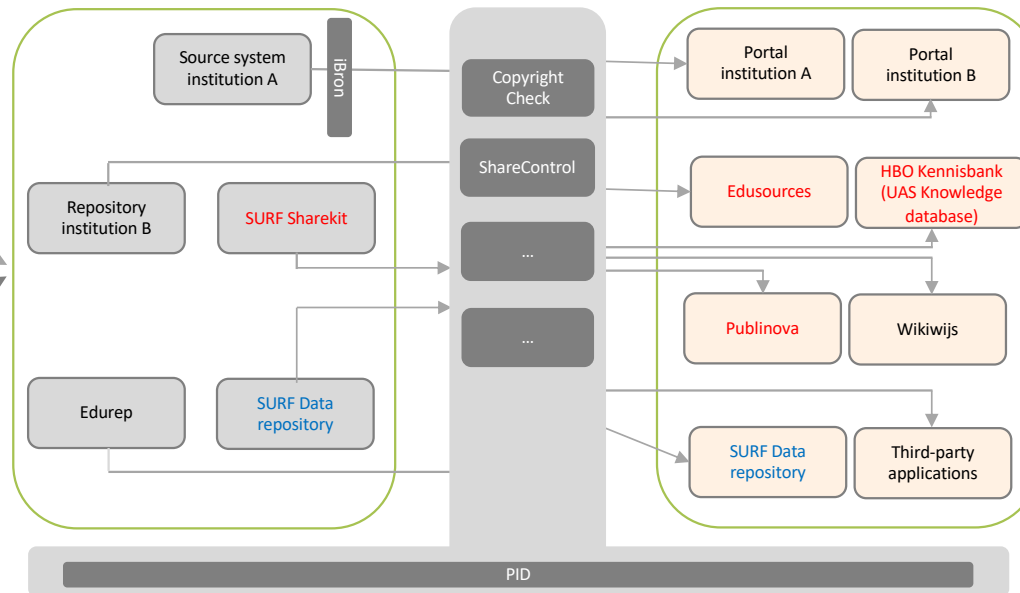 Source system
institution A
iBron
Repository
institution B
SURF Sharekit
Edurep
SURF Data
repository
Copyright
Check
ShareControl
...
...
Portal
institution A
Portal
institution B
Edusources
HBO Kennisbank
(UAS Knowledge
database)
Publinova
Wikiwijs
SURF Data
repository
Third-party
applications
PID